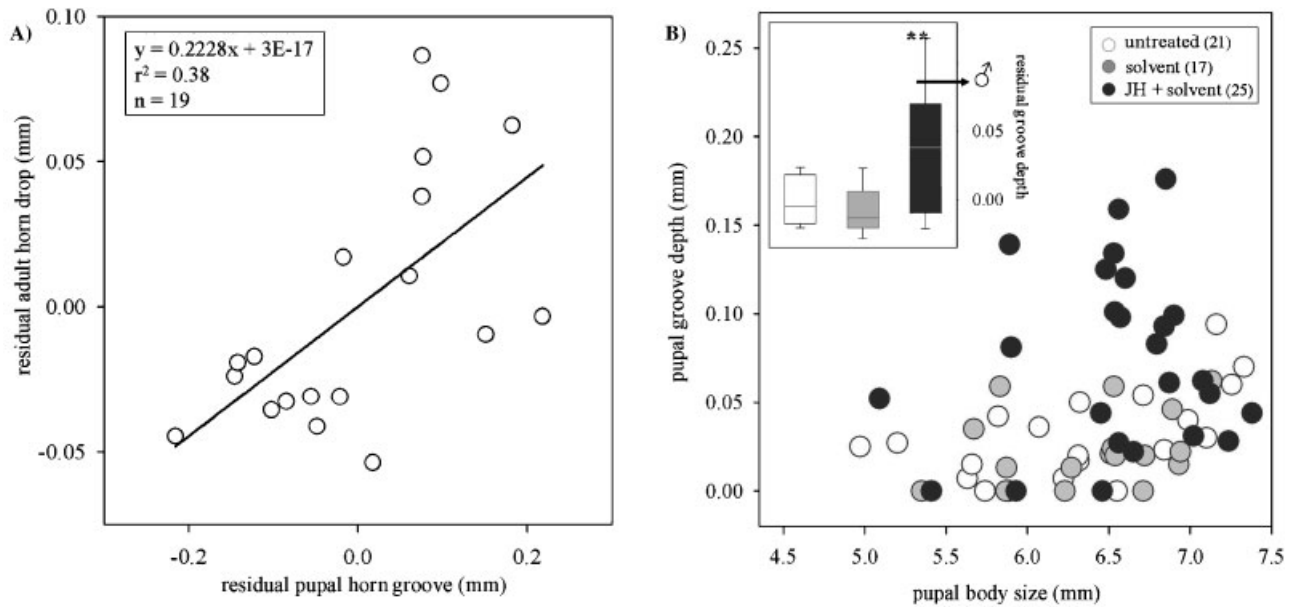 A)
0.10
0.05
0.00
-0.05
residual adult horn drop (mm)
y = 0.2228x + 3E-17
r² = 0.38
n = 19
-0.2
0.0
0.2
residual pupal horn groove (mm)
B)
0.25
0.20
0.15
0.10
0.05
0.00
pupal groove depth (mm)
**
♂
0.05
0.00
residual groove depth
untreated (21)
solvent (17)
JH + solvent (25)
4.5
5.0
5.5
6.0
6.5
7.0
7.5
pupal body size (mm)